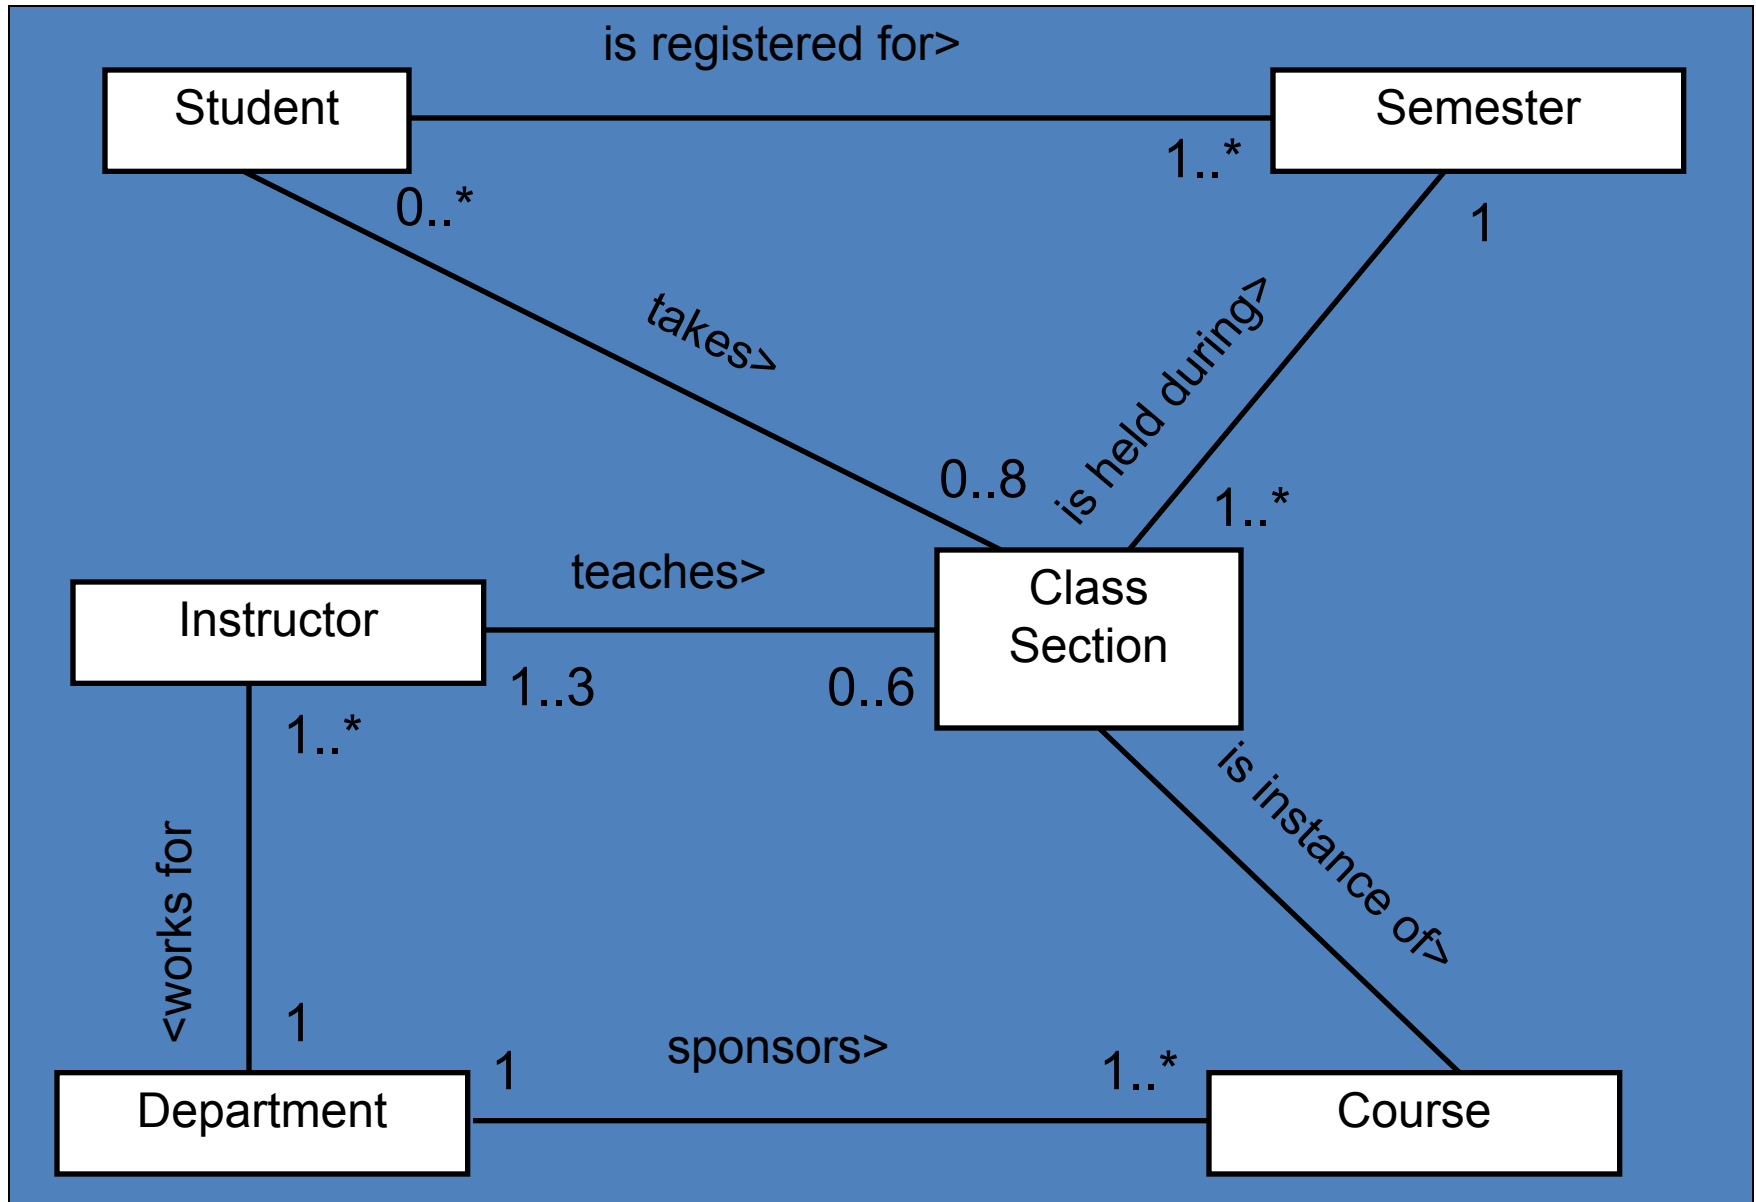 is registered for>
Student
Semester
1..*
0..*
1
takes>
is held during>
0..8
1..*
teaches>
Class
Section
Instructor
1..3
0..6
1..*
is instance of>
<works for
1
sponsors>
1
1..*
Department
Course